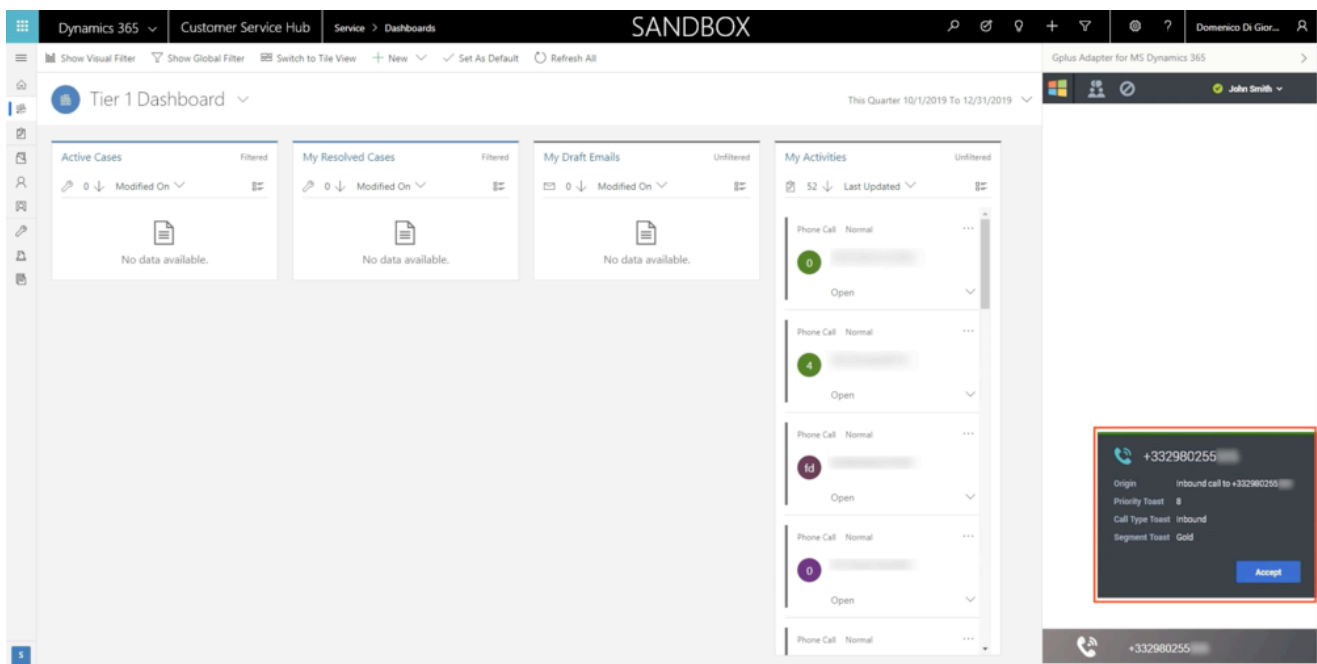 Dynamics 365 Customer Service Hub Service > Dashboards SANDBOX Domenico Di Gior...
Show Visual Filter Show Global Filter Switch to Tile View New Set As Default Refresh All Gplus Adapter for MS Dynamics 365
Tier 1 Dashboard This Quarter 10/1/2019 To 12/31/2019 John Smith
Active Cases Filtered
0 Modified On
No data available.
My Resolved Cases Filtered
0 Modified On
No data available.
My Draft Emails Unfiltered
0 Modified On
No data available.
My Activities Unfiltered
52 Last Updated
Phone Call Normal ...
0
Open
Phone Call Normal ...
4
Open
Phone Call Normal ...
fd
Open
Phone Call Normal ...
0
Open
Phone Call Normal ...
+332980255
Origin Inbound call to +332980255
Priority Toast 8
Call Type Toast Inbound
Segment Toast Gold
Accept
S
+332980255